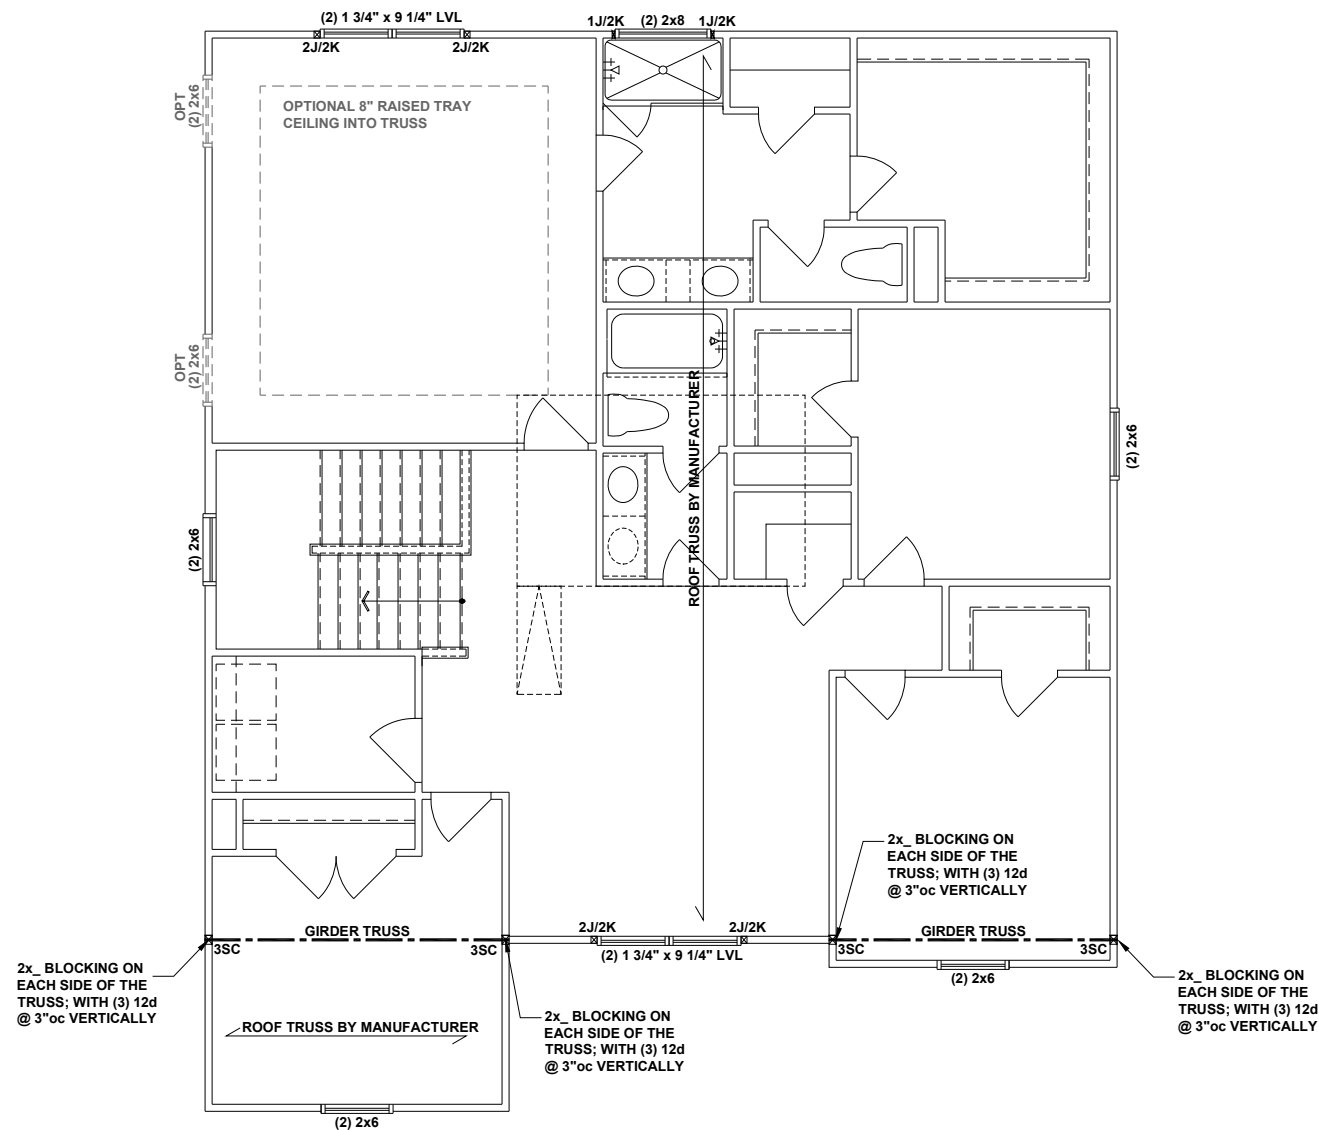 (2) 1 3/4" x 9 1/4" LVL
1J/2K
(2) 2x8
1J/2K
2J/2K
2J/2K
OPT
(2) 2x6
OPTIONAL 8" RAISED TRAY
CEILING INTO TRUSS
OPT
(2) 2x6
ROOF TRUSS BY MANUFACTURER
(2) 2x6
(2) 2x6
2x_ BLOCKING ON
EACH SIDE OF THE
TRUSS; WITH (3) 12d
@ 3"oc VERTICALLY
GIRDER TRUSS
3SC
3SC
2J/2K
2J/2K
(2) 1 3/4" x 9 1/4" LVL
GIRDER TRUSS
3SC
3SC
(2) 2x6
2x_ BLOCKING ON
EACH SIDE OF THE
TRUSS; WITH (3) 12d
@ 3"oc VERTICALLY
2x_ BLOCKING ON
EACH SIDE OF THE
TRUSS; WITH (3) 12d
@ 3"oc VERTICALLY
2x_ BLOCKING ON
EACH SIDE OF THE
TRUSS; WITH (3) 12d
@ 3"oc VERTICALLY
ROOF TRUSS BY MANUFACTURER
(2) 2x6